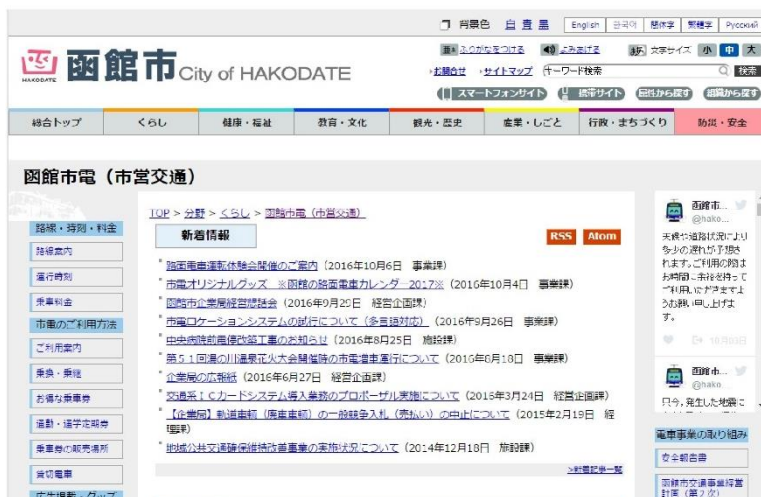 背景色 白 青 黒 English 한국어 簡体字 繁體字 Русский
ふりがなをつける よみあげる 文字サイズ 小 中 大
お問合せ サイトマップ キーワード検索 検索
スマートフォンサイト 携帯サイト 属性から探す 組織から探す
HAKODATE
函館市 City of HAKODATE
総合トップ くらし 健康・福祉 教育・文化 観光・歴史 産業・しごと 行政・まちづくり 防災・安全
函館市電（市営交通）
TOP > 分野 > くらし > 函館市電（市営交通）
新着情報 RSS Atom
路面電車運転体験会開催のご案内（2016年10月6日 事業課）
市電オリジナルグッズ ※函館の路面電車カレンダー2017※（2016年10月4日 事業課）
函館市企業局経営懇話会（2016年9月29日 経営企画課）
市電ロケーションシステムの試行について（多言語対応）（2016年9月26日 事業課）
中央病院前電停改築工事のお知らせ（2016年8月25日 施設課）
第51回湯の川温泉花火大会開催時の市電増車運行について（2016年8月18日 事業課）
企業局の広報紙（2016年6月27日 経営企画課）
交通系ICカードシステム導入業務のプロポーザル実施について（2016年3月24日 経営企画課）
【企業局】軌道車輌（廃車車輌）の一般競争入札（売払い）の中止について（2015年2月19日 経
理課）
地域公共交通確保維持改善事業の実施状況について（2014年12月18日 施設課）
>新着記事一覧
路線・時刻・料金
路線案内
運行時刻
乗車料金
市電のご利用方法
ご利用案内
乗換・乗継
お得な乗車券
通勤・通学定期券
乗車券の販売場所
貸切電車
函館市...
@hako...
天候や道路状況により
多少の遅れが予想さ
れます。ご利用の際は
お時間に余裕を持って
ご利用いただきますよ
うお願い申し上げま
す。
函館市...
@hako...
只今、発生した地震に
電車事業の取り組み
安全報告書
函館市交通事業経営
計画（第2次）